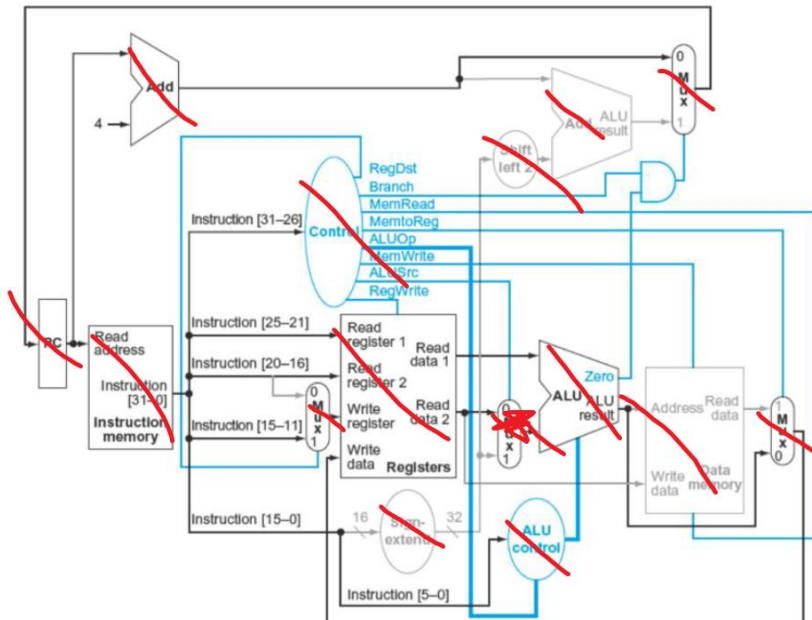 0
M
u
x
1
Add
4
Add
ALU
result
Shift
left 2
RegDst
Branch
MemRead
MemtoReg
ALUOp
MemWrite
ALUSrc
RegWrite
Control
Instruction [31–26]
PC
Read
address
Instruction
[31–0]
Instruction
memory
Instruction [25–21]
Instruction [20–16]
Instruction [15–11]
Instruction [15–0]
0
M
u
x
1
Read
register 1
Read
register 2
Write
register
Write
data
Read
data 1
Read
data 2
Registers
0
ux
1
Zero
ALU
ALU
result
Address
Write
data
Read
data
Data
memory
1
M
u
x
0
16
Sign-
extend
32
ALU
control
Instruction [5–0]